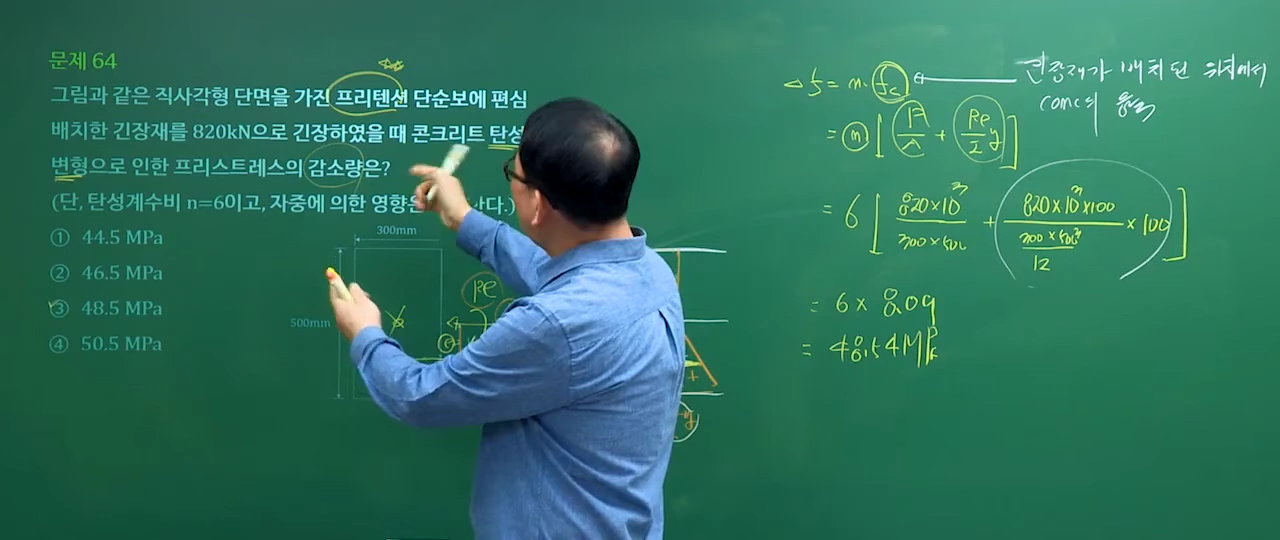 문제 64
그림과 같은 직사각형 단면을 가진 프리텐션 단순보에 편심
배치한 긴장재를 820kN으로 긴장하였을 때 콘크리트 탄성
변형으로 인한 프리스트레스의 감소량은?
(단, 탄성계수비 n=6이고, 자중에 의한 영향은 다.)
① 44.5 MPa
② 46.5 MPa
③ 48.5 MPa
④ 50.5 MPa
300mm
500mm
Pe
Δf = n·fc
긴장재가 배치된 위치에서
conc의 응력
= n [ P/A + Pe/I y ]
= 6 [ 820×10³/300×500 + 820×10³×100/(300×500³/12) ×100 ]
= 6 × 8.09
= 48.54 MPa